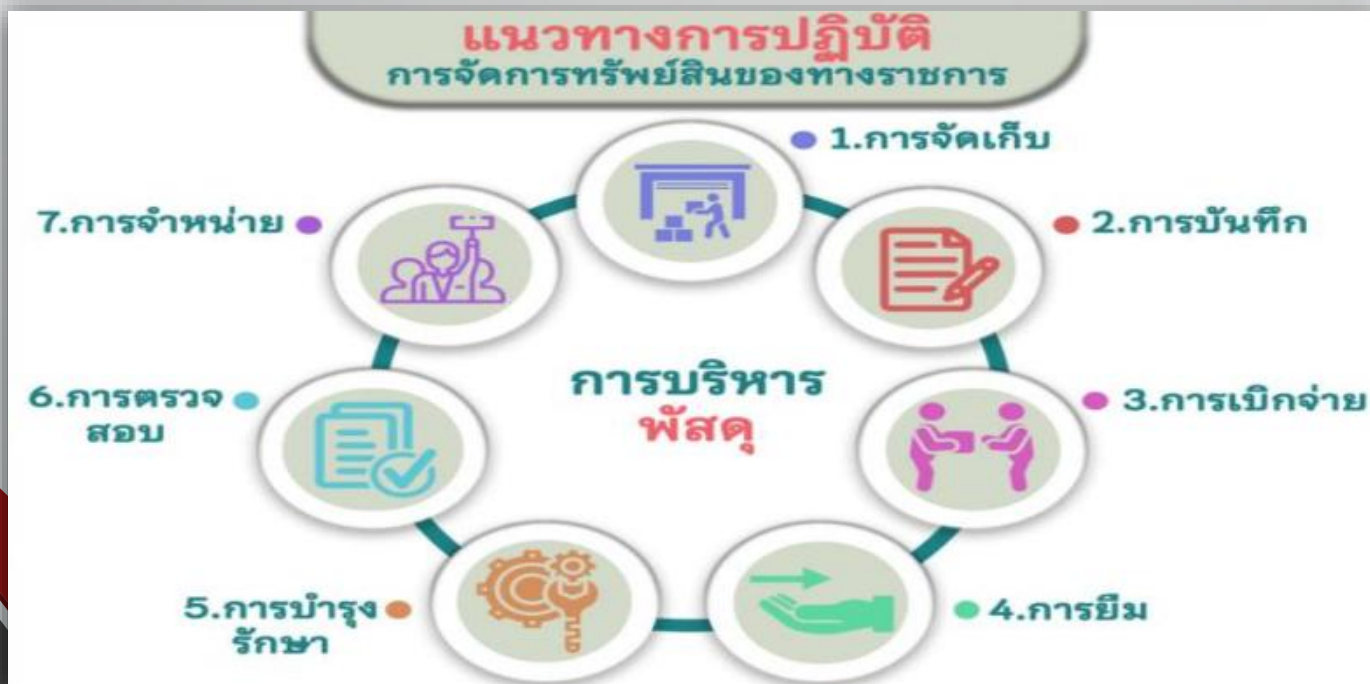 แนวทางการปฏิบัติ
การจัดการทรัพย์สินของทางราชการ
1.การจัดเก็บ
2.การบันทึก
3.การเบิกจ่าย
4.การยืม
5.การบำรุง
รักษา
6.การตรวจ
สอบ
7.การจำหน่าย
การบริหาร
พัสดุ